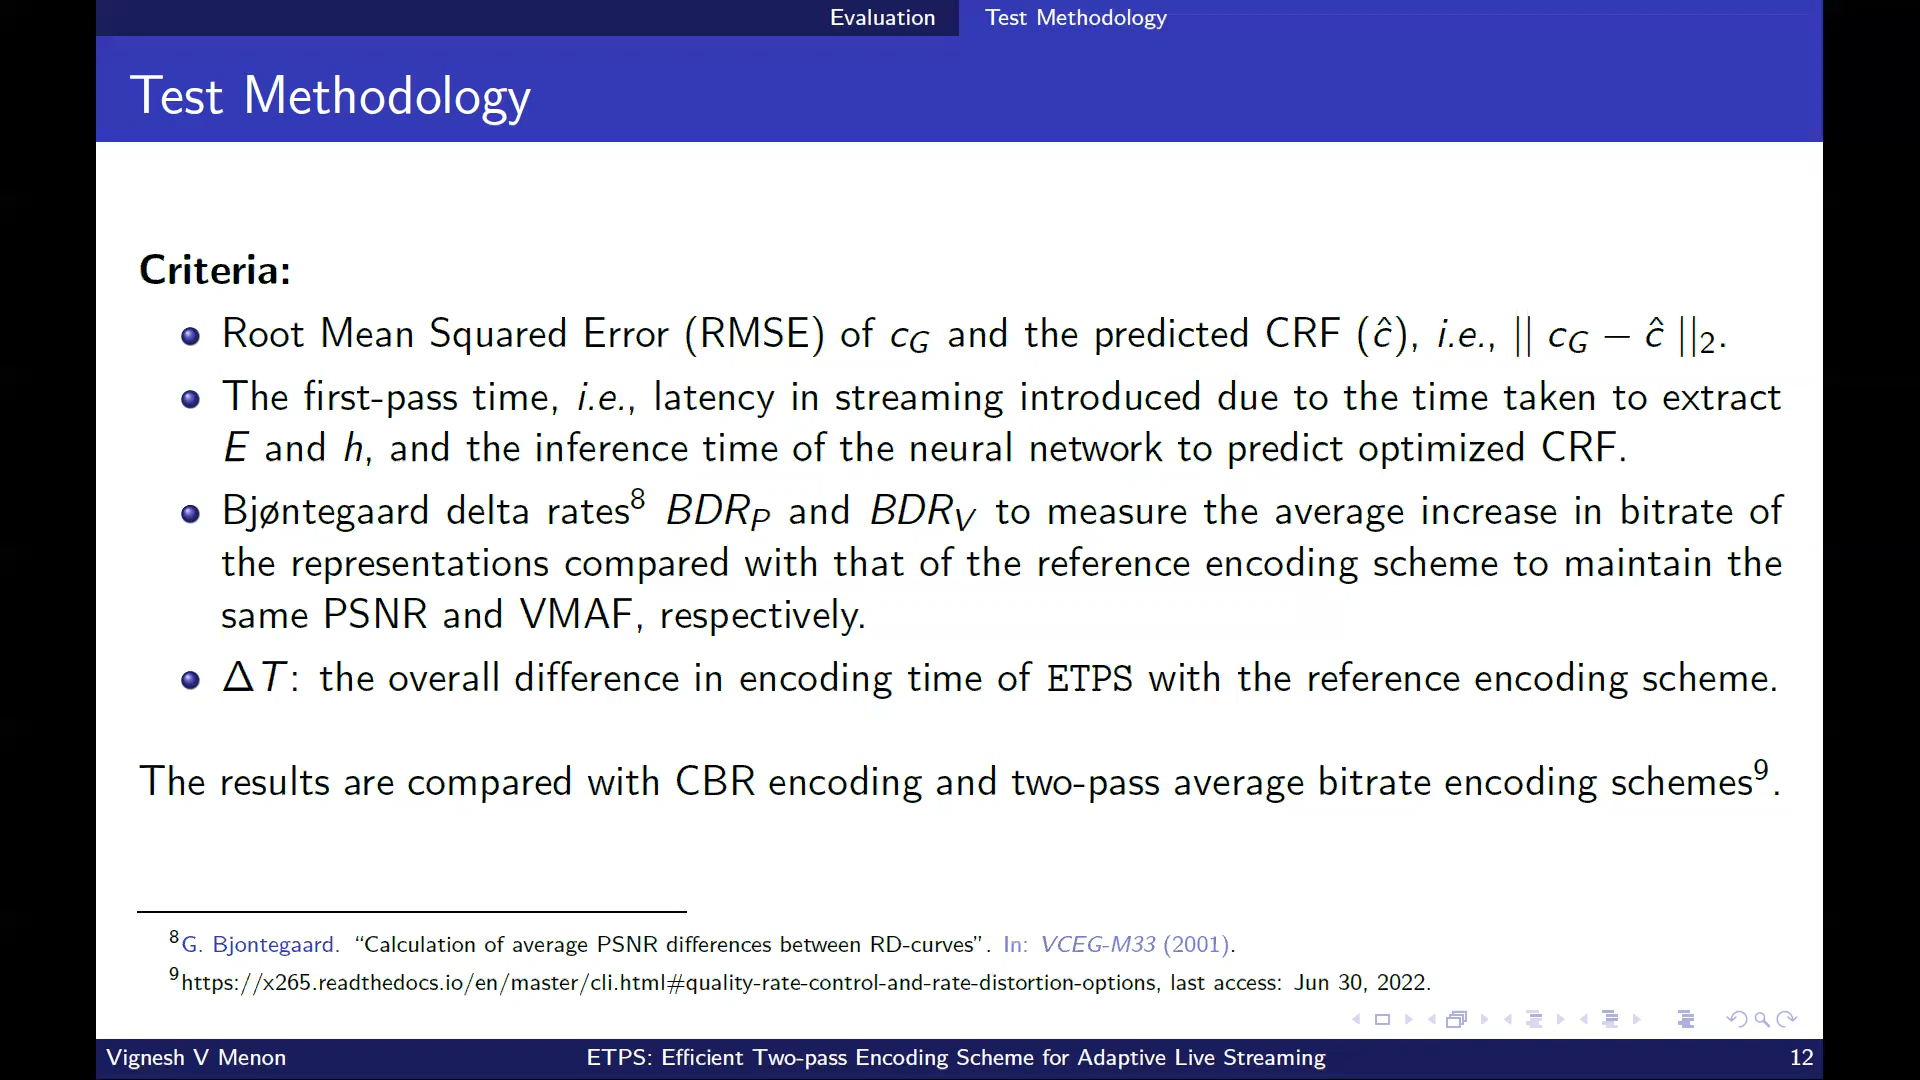 Evaluation Test Methodology
Test Methodology
Criteria:
Root Mean Squared Error (RMSE) of c_G and the predicted CRF (ĉ), i.e., || c_G − ĉ ||_2.
The first-pass time, i.e., latency in streaming introduced due to the time taken to extract
E and h, and the inference time of the neural network to predict optimized CRF.
Bjøntegaard delta rates⁸ BDR_P and BDR_V to measure the average increase in bitrate of
the representations compared with that of the reference encoding scheme to maintain the
same PSNR and VMAF, respectively.
ΔT: the overall difference in encoding time of ETPS with the reference encoding scheme.
The results are compared with CBR encoding and two-pass average bitrate encoding schemes⁹.
⁸G. Bjontegaard. “Calculation of average PSNR differences between RD-curves”. In: VCEG-M33 (2001).
⁹https://x265.readthedocs.io/en/master/cli.html#quality-rate-control-and-rate-distortion-options, last access: Jun 30, 2022.
Vignesh V Menon ETPS: Efficient Two-pass Encoding Scheme for Adaptive Live Streaming 12